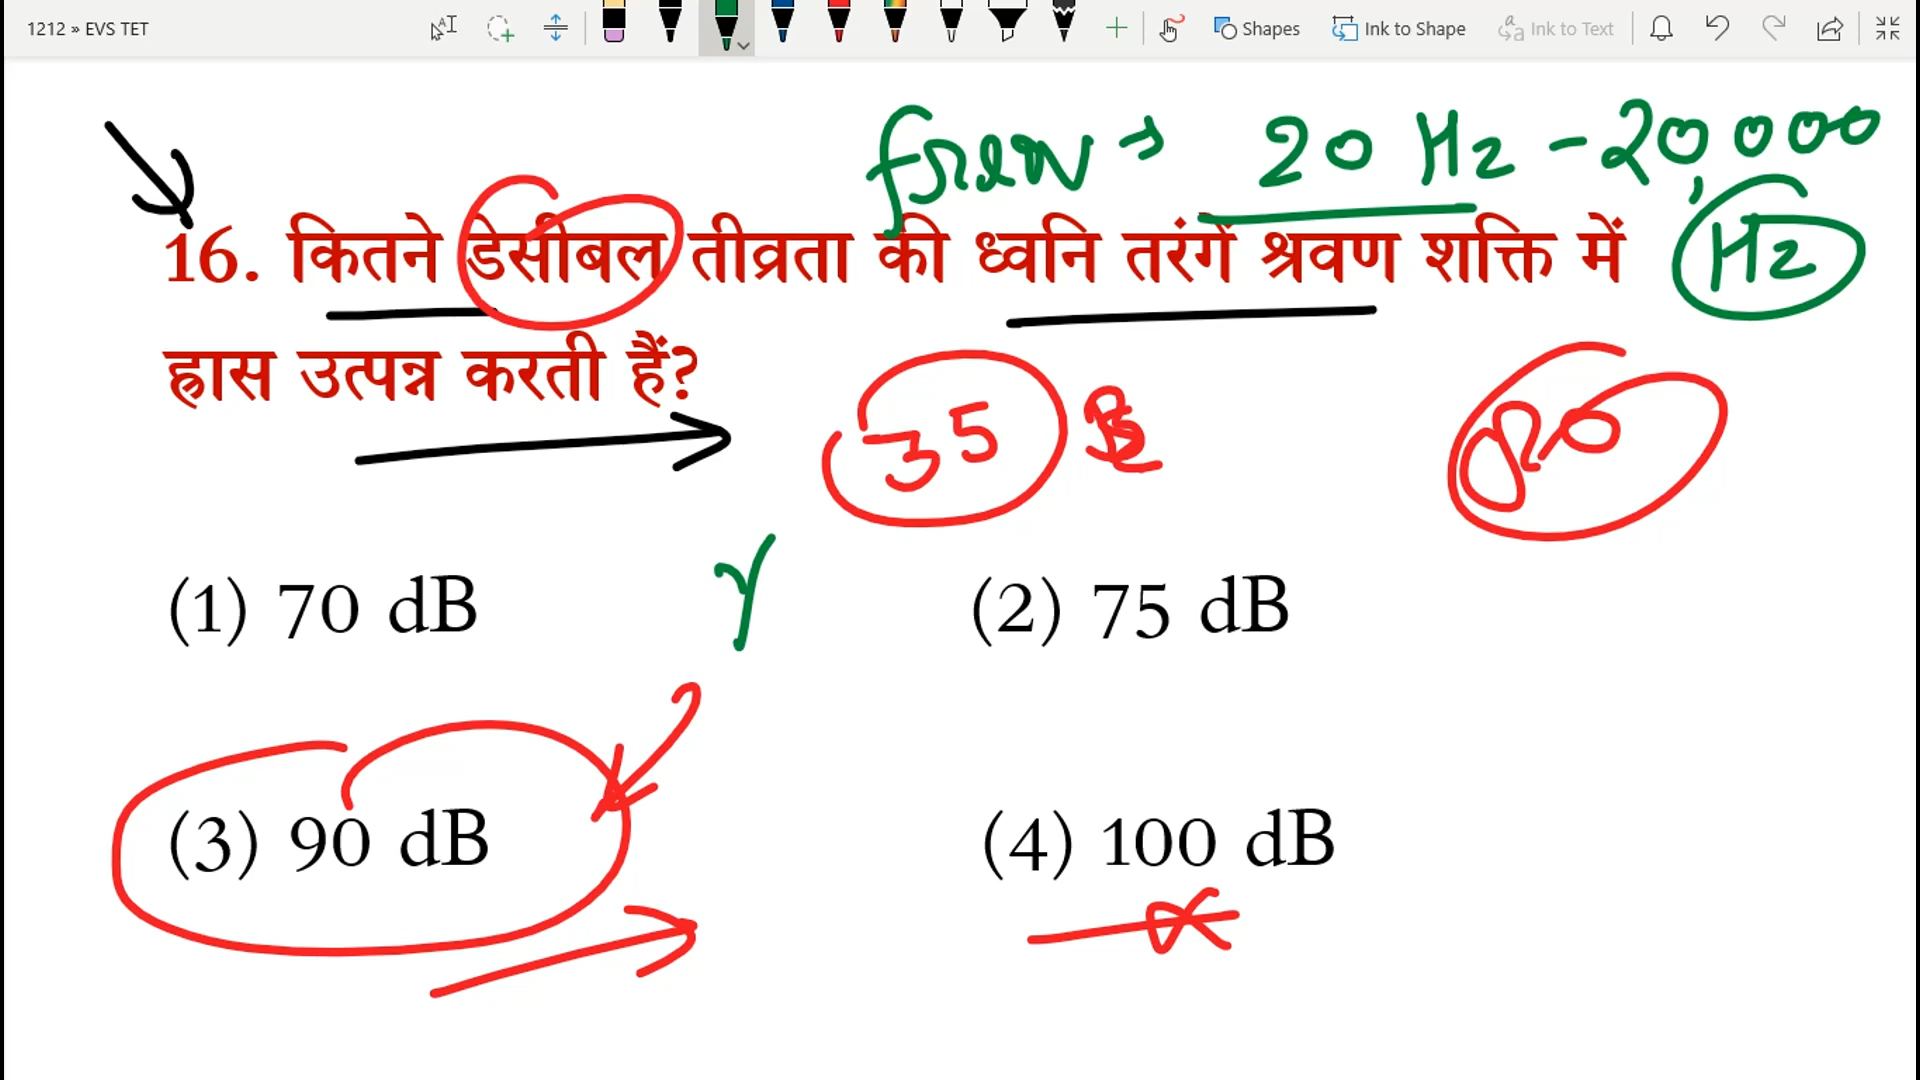 1212 » EVS TET
Shapes
Ink to Shape
Ink to Text
20 Hz - 20,000
Hz
16. कितने डेसीबल तीव्रता की ध्वनि तरंगें श्रवण शक्ति में
ह्रास उत्पन्न करती हैं?
35
80
(1) 70 dB
(2) 75 dB
(3) 90 dB
(4) 100 dB